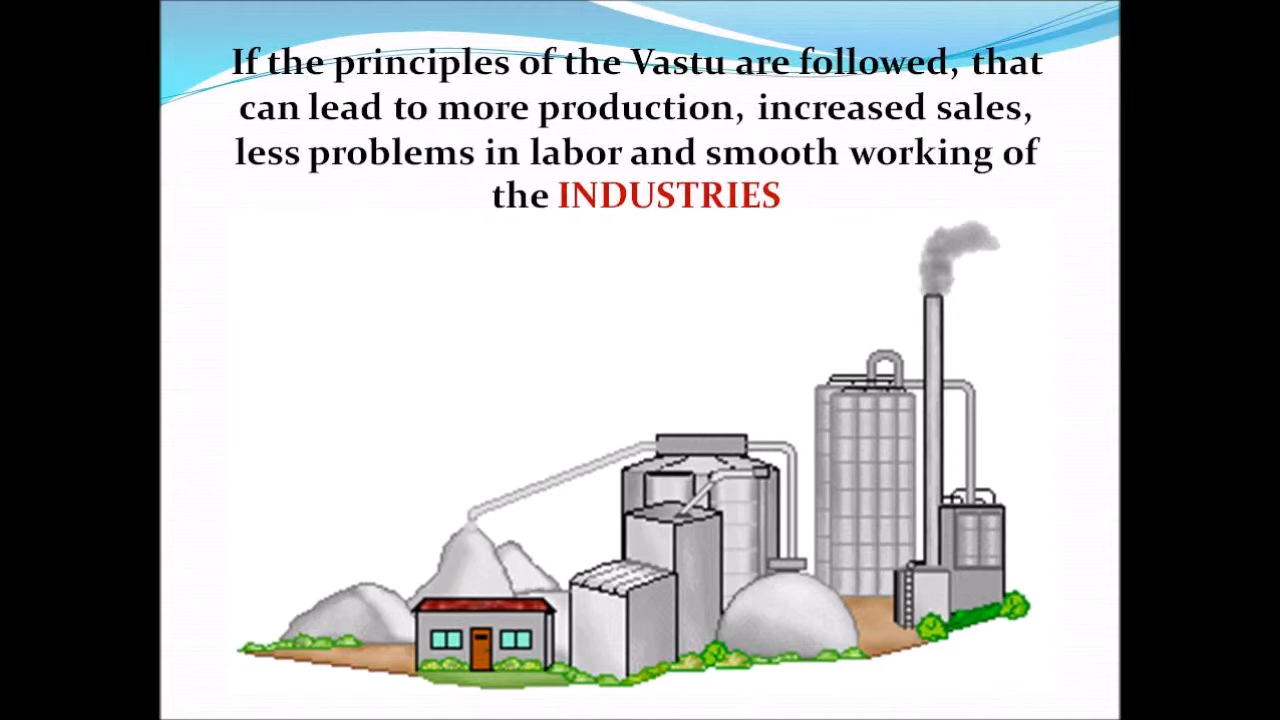 If the principles of the Vastu are followed, that
can lead to more production, increased sales,
less problems in labor and smooth working of
the INDUSTRIES